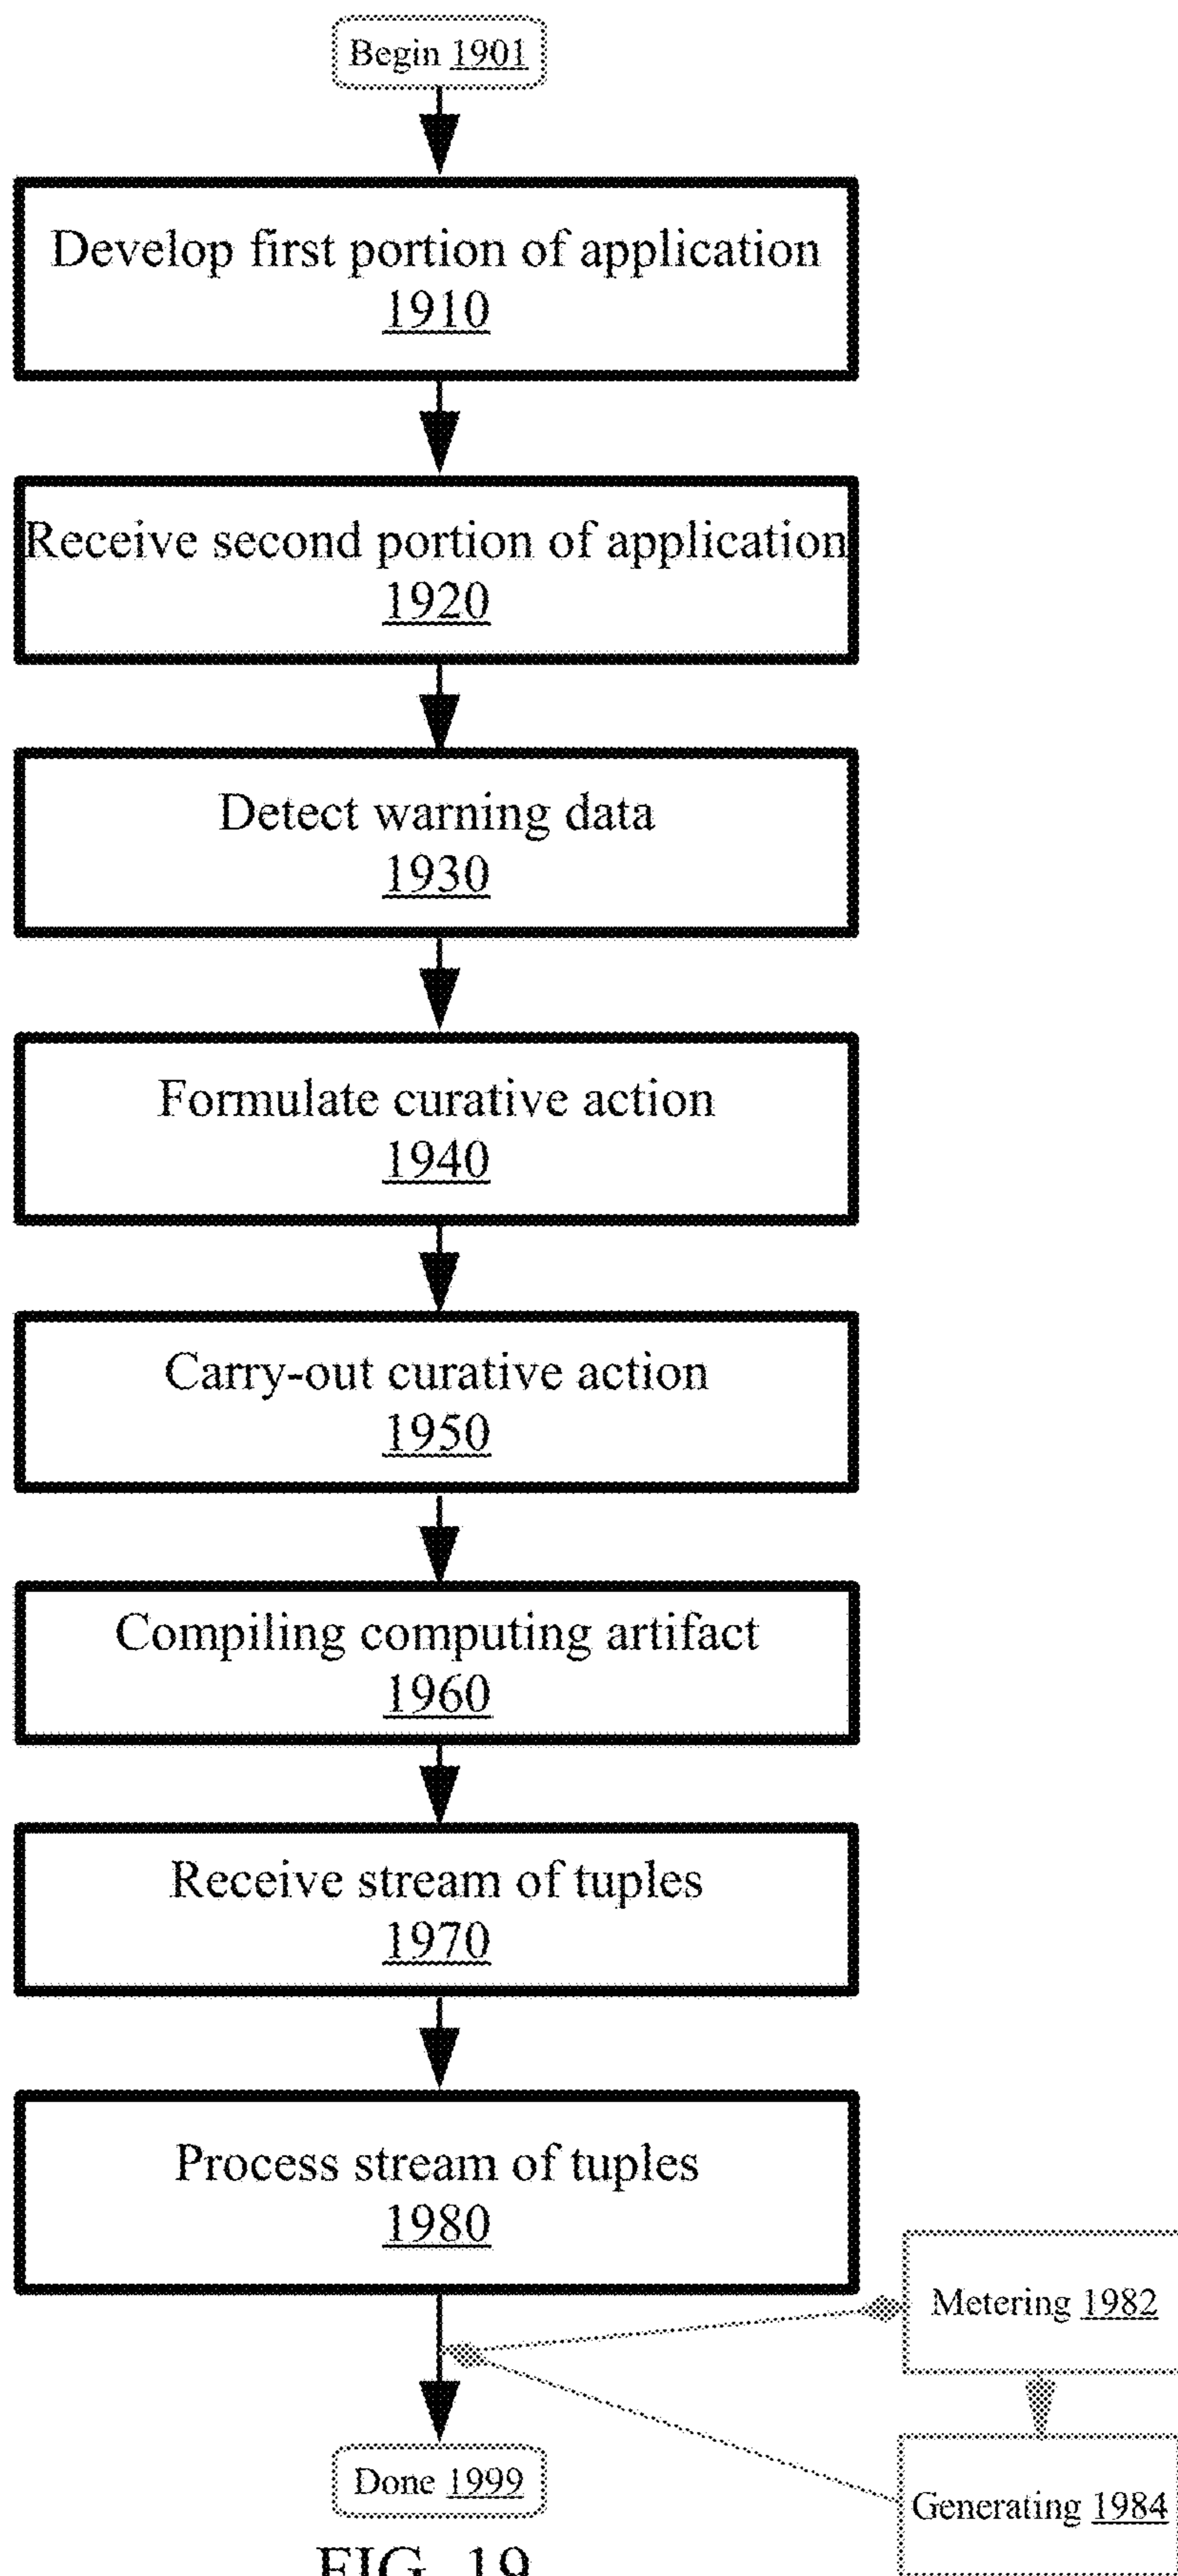 Begin 1901
Develop first portion of application
1910
Receive second portion of application
1920
Detect warning data
1930
Formulate curative action
1940
Carry-out curative action
1950
Compiling computing artifact
1960
Receive stream of tuples
1970
Process stream of tuples
1980
Metering 1982
Done 1999
Generating 1984
FIG. 19